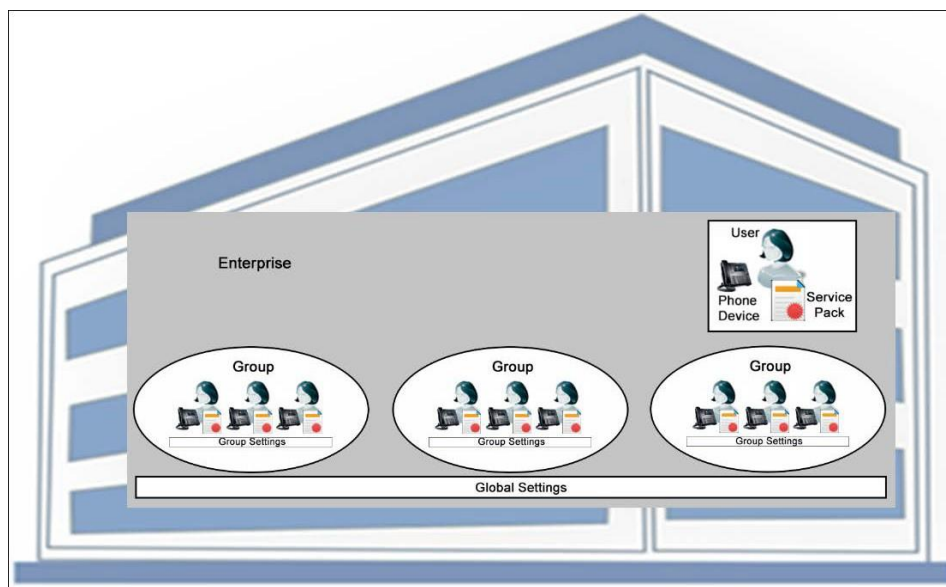 Enterprise
User
Phone
Device
Service
Pack
Group
Group Settings
Group
Group Settings
Group
Group Settings
Global Settings